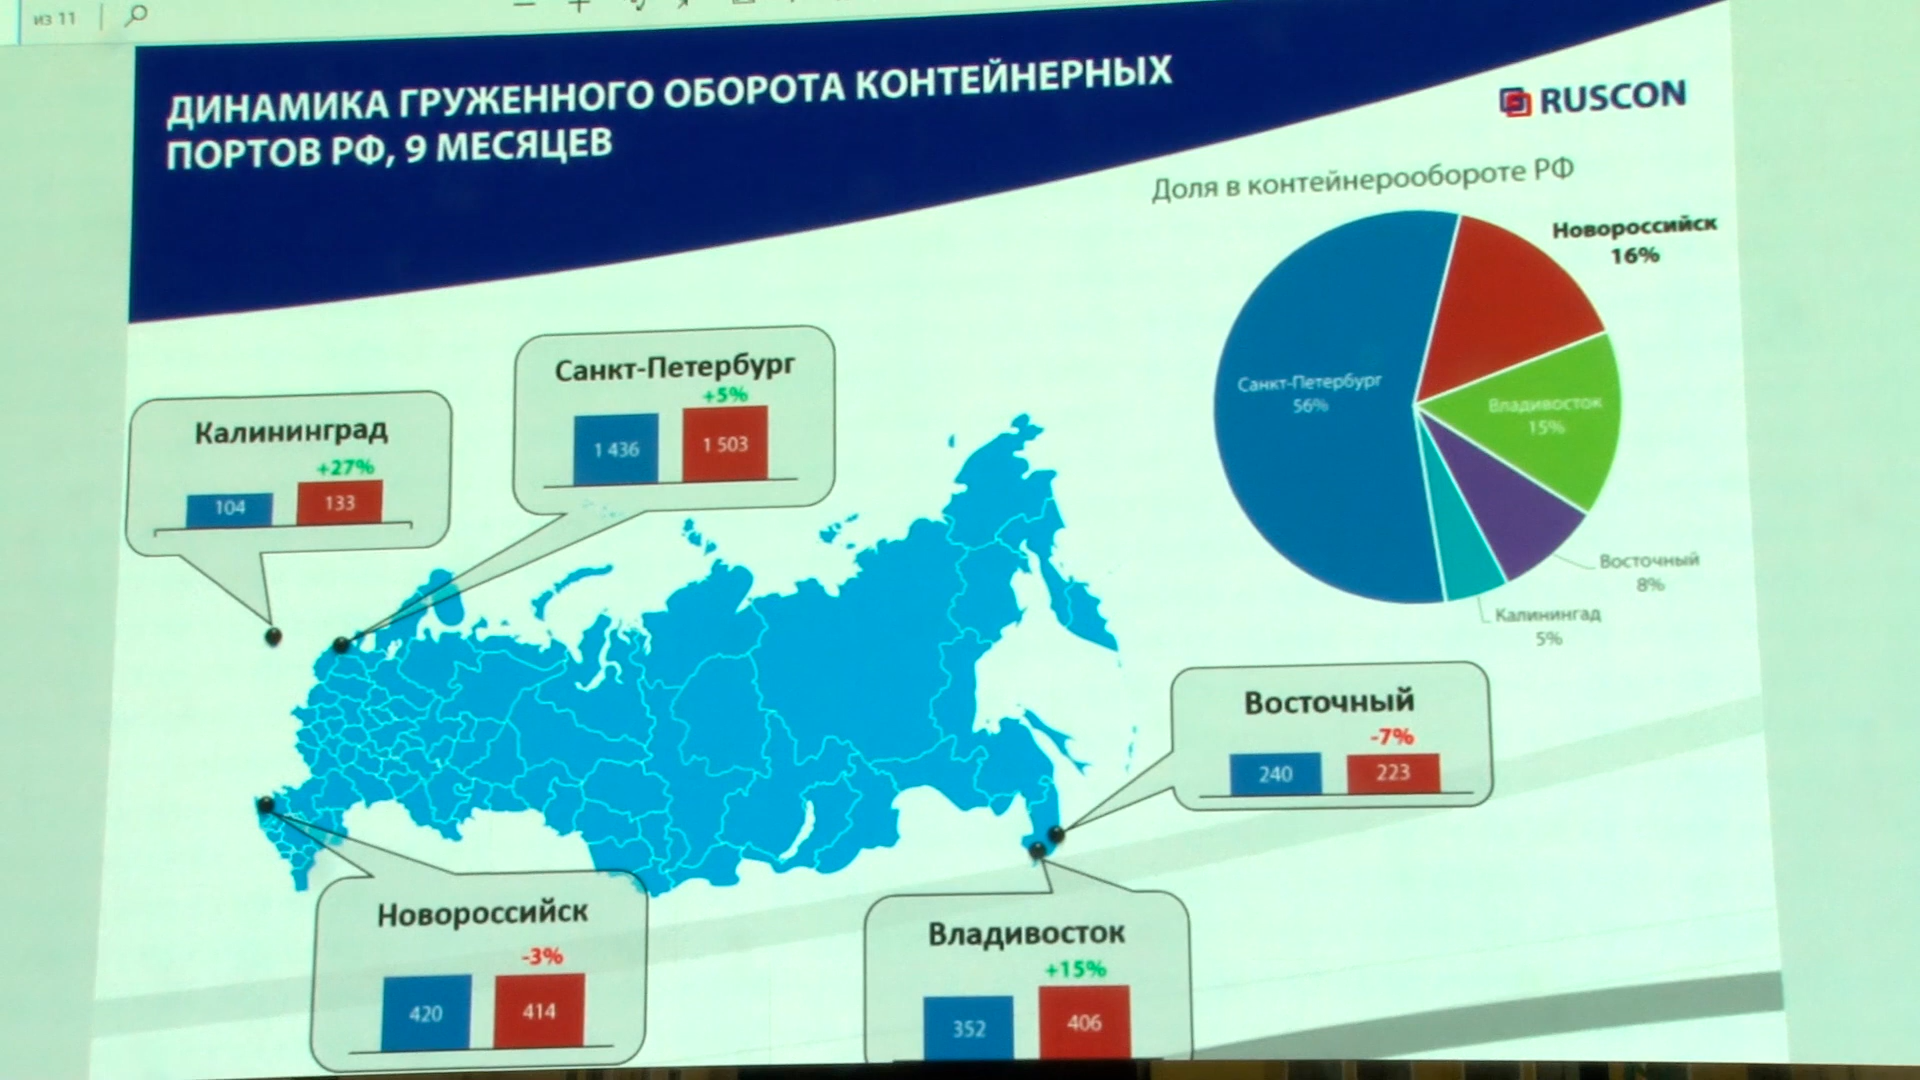 из 11
ДИНАМИКА ГРУЖЕННОГО ОБОРОТА КОНТЕЙНЕРНЫХ
ПОРТОВ РФ, 9 МЕСЯЦЕВ
RUSCON
Доля в контейнерообороте РФ
Новороссийск
16%
Санкт-Петербург
56%
Владивосток
15%
Восточный
8%
Калинингад
5%
Санкт-Петербург
+5%
1 436
1 503
Калининград
+27%
104
133
Восточный
-7%
240
223
Новороссийск
-3%
420
414
Владивосток
+15%
352
406